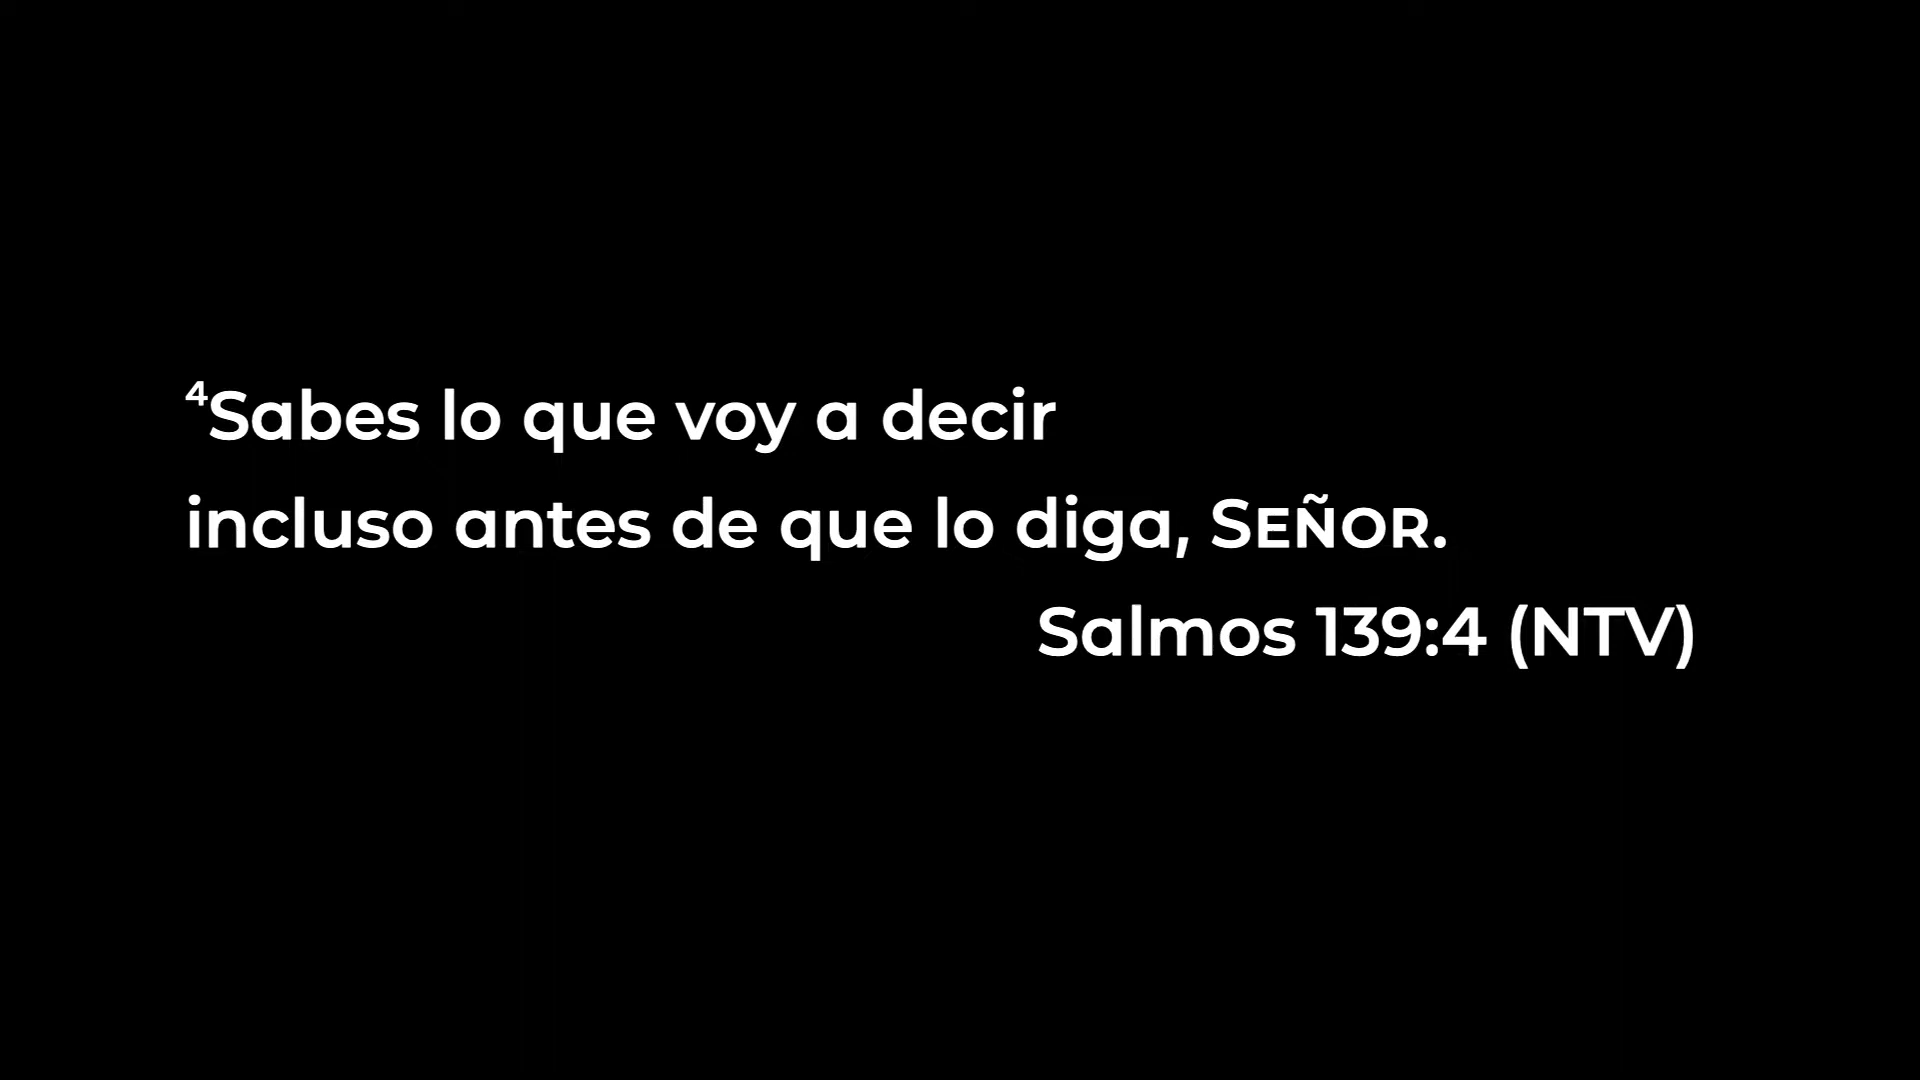 ⁴Sabes lo que voy a decir
incluso antes de que lo diga, SEÑOR.
Salmos 139:4 (NTV)